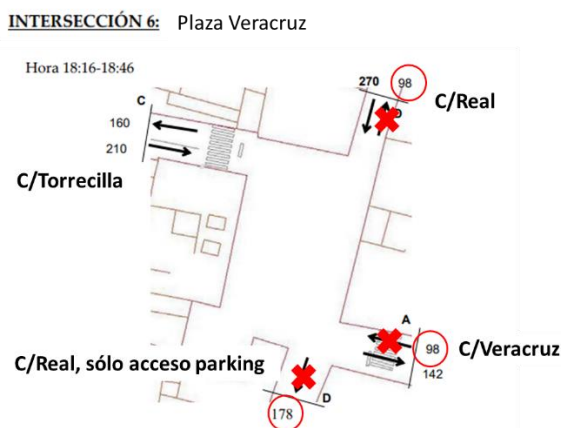 INTERSECCIÓN 6: Plaza Veracruz
Hora 18:16-18:46
270 98
C/Real
C
160
210
C/Torrecilla
A
98 C/Veracruz
142
C/Real, sólo acceso parking
D
178